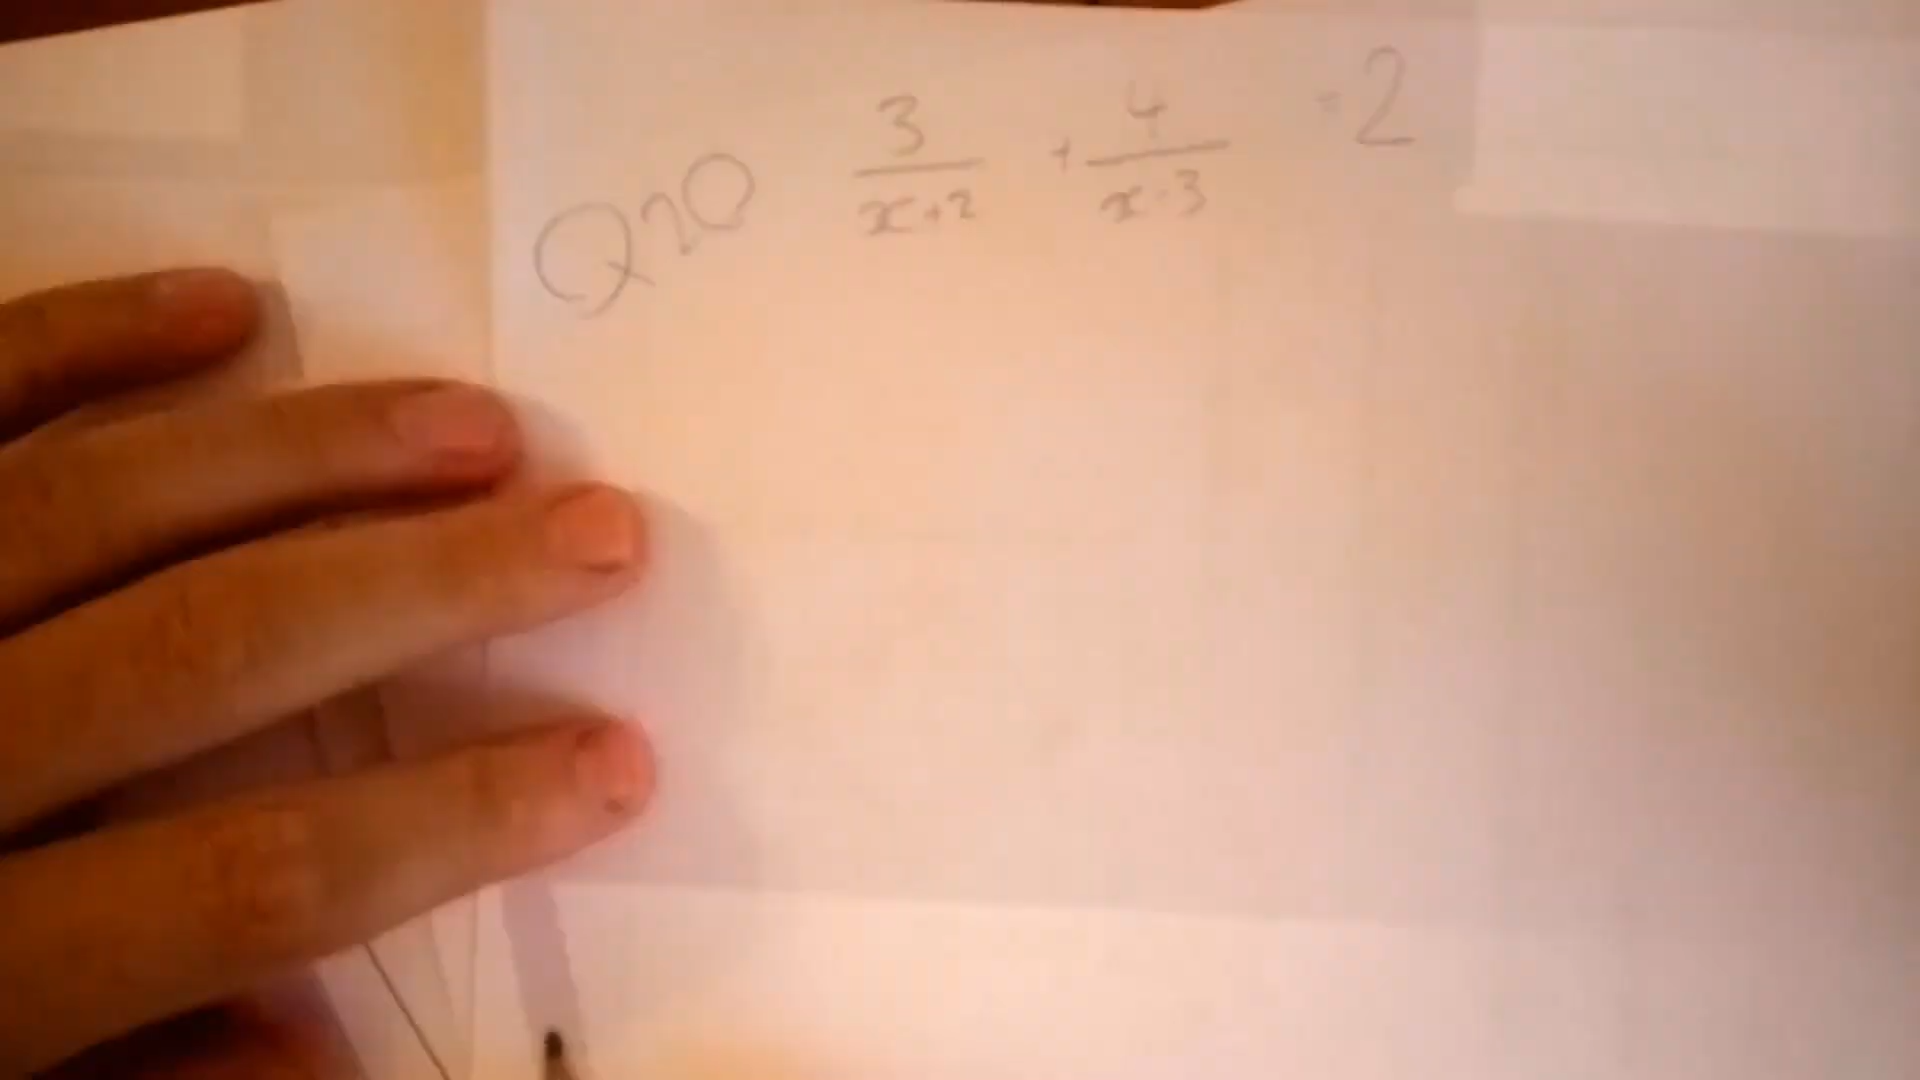 Q20 3/(x+2) + 4/(x-3) = 2